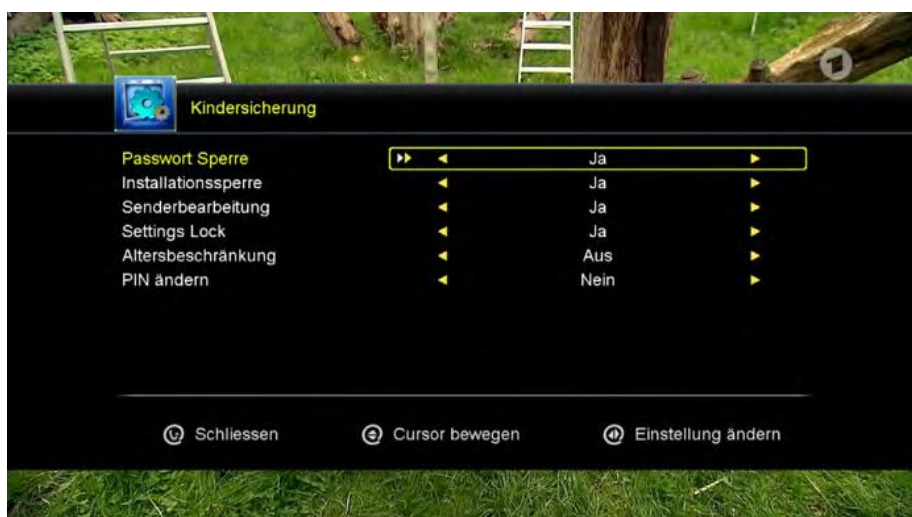 1
Kindersicherung
Passwort Sperre Ja
Installationssperre Ja
Senderbearbeitung Ja
Settings Lock Ja
Altersbeschränkung Aus
PIN ändern Nein
Schliessen Cursor bewegen Einstellung ändern